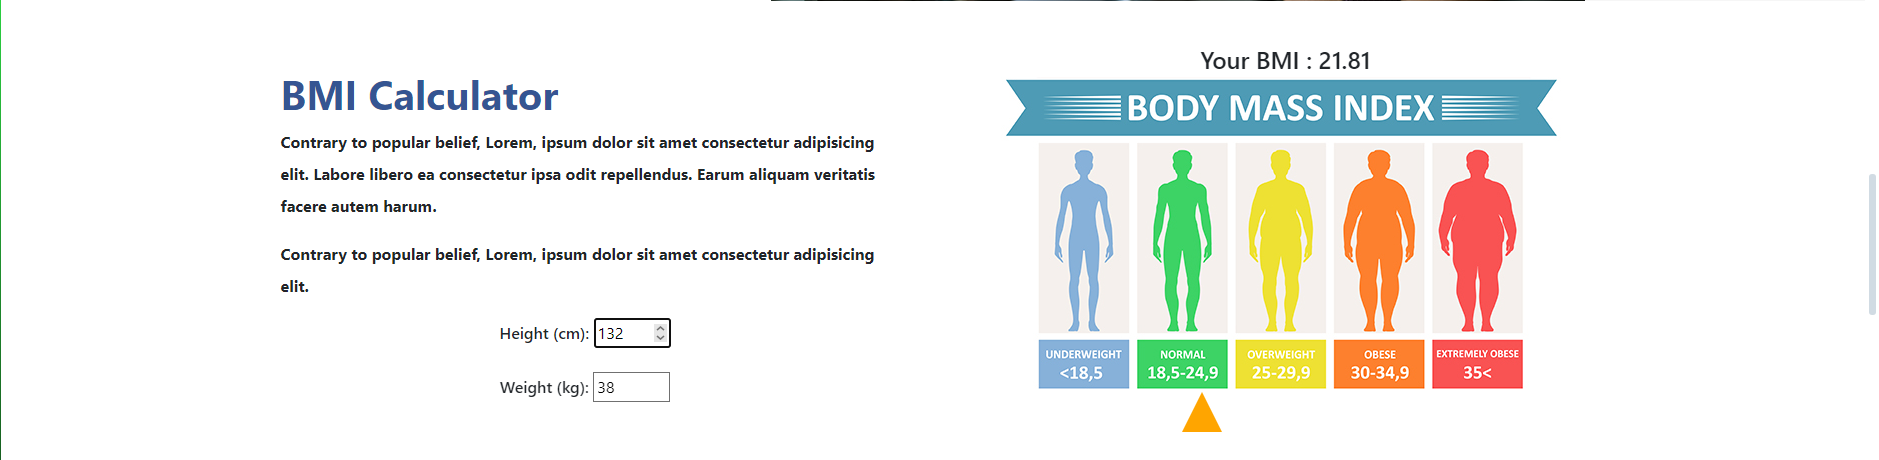 BMI Calculator
Contrary to popular belief, Lorem, ipsum dolor sit amet consectetur adipisicing
elit. Labore libero ea consectetur ipsa odit repellendus. Earum aliquam veritatis
facere autem harum.
Contrary to popular belief, Lorem, ipsum dolor sit amet consectetur adipisicing
elit.
Height (cm): 132
Weight (kg): 38
Your BMI : 21.81
BODY MASS INDEX
UNDERWEIGHT
<18,5
NORMAL
18,5-24,9
OVERWEIGHT
25-29,9
OBESE
30-34,9
EXTREMELY OBESE
35<